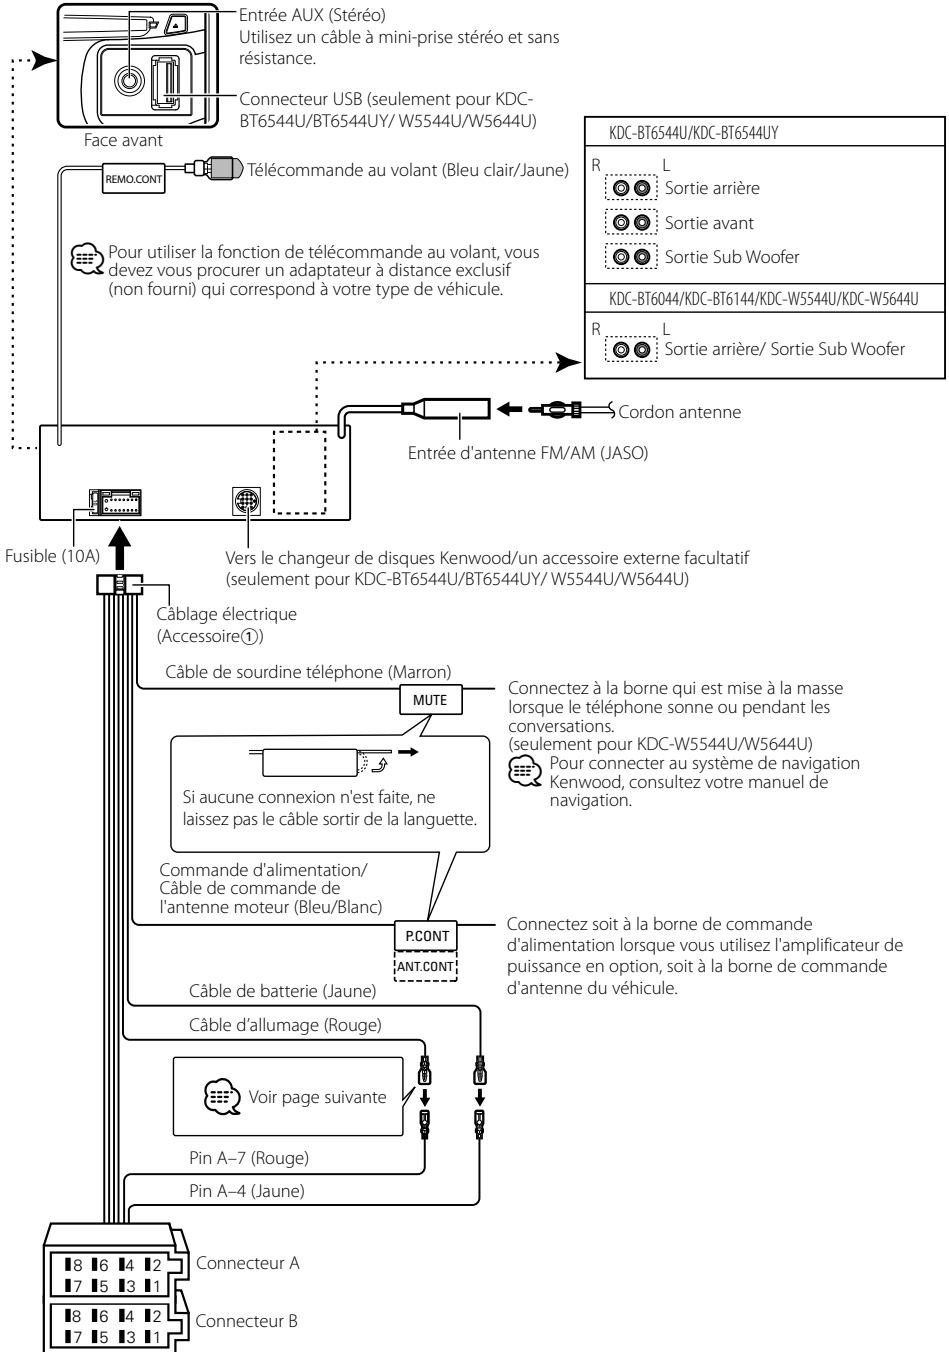 Entrée AUX (Stéréo)
Utilisez un câble à mini-prise stéréo et sans
résistance.
Connecteur USB (seulement pour KDC-
BT6544U/BT6544UY/ W5544U/W5644U)
Face avant
REMO.CONT
Télécommande au volant (Bleu clair/Jaune)
Pour utiliser la fonction de télécommande au volant, vous
devez vous procurer un adaptateur à distance exclusif
(non fourni) qui correspond à votre type de véhicule.
KDC-BT6544U/KDC-BT6544UY
R L
Sortie arrière
Sortie avant
Sortie Sub Woofer
KDC-BT6044/KDC-BT6144/KDC-W5544U/KDC-W5644U
R L
Sortie arrière/ Sortie Sub Woofer
Cordon antenne
Entrée d'antenne FM/AM (JASO)
Fusible (10A)
Vers le changeur de disques Kenwood/un accessoire externe facultatif
(seulement pour KDC-BT6544U/BT6544UY/ W5544U/W5644U)
Câblage électrique
(Accessoire①)
Câble de sourdine téléphone (Marron)
MUTE
Connectez à la borne qui est mise à la masse
lorsque le téléphone sonne ou pendant les
conversations.
(seulement pour KDC-W5544U/W5644U)
Pour connecter au système de navigation
Kenwood, consultez votre manuel de
navigation.
Si aucune connexion n'est faite, ne
laissez pas le câble sortir de la languette.
Commande d'alimentation/
Câble de commande de
l'antenne moteur (Bleu/Blanc)
P.CONT
ANT.CONT
Connectez soit à la borne de commande
d'alimentation lorsque vous utilisez l'amplificateur de
puissance en option, soit à la borne de commande
d'antenne du véhicule.
Câble de batterie (Jaune)
Câble d’allumage (Rouge)
Voir page suivante
Pin A–7 (Rouge)
Pin A–4 (Jaune)
8 6 4 2
7 5 3 1
Connecteur A
8 6 4 2
7 5 3 1
Connecteur B